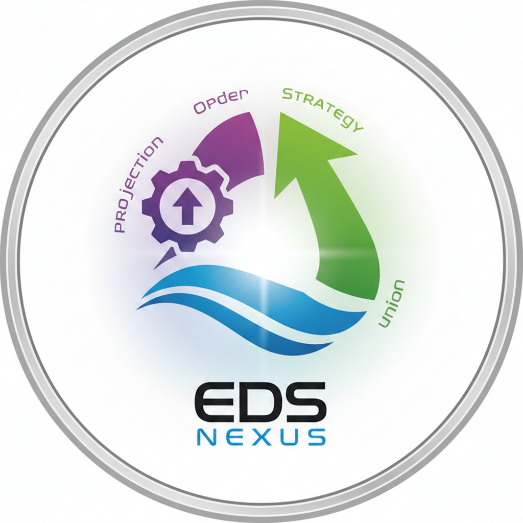 PROJECTION
Opder
STRATEGY
union
EDS
NEXUS